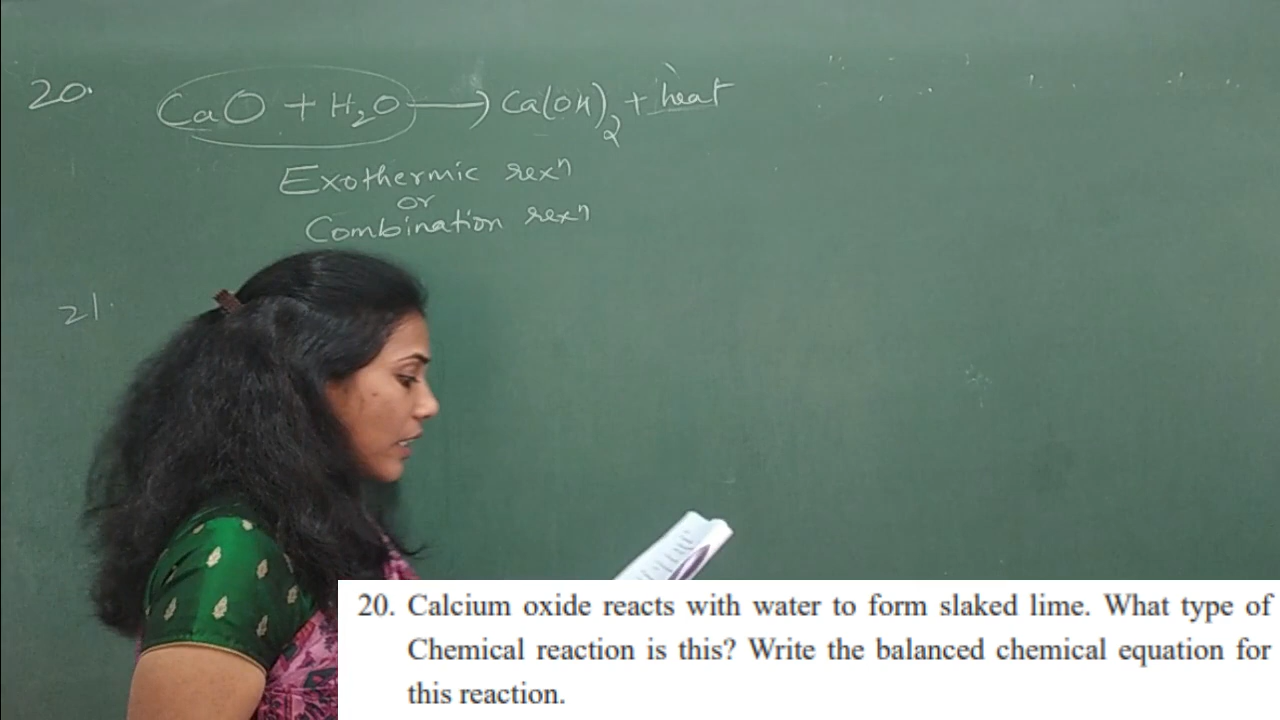 20. CaO + H₂O ⟶ Ca(OH)₂ + heat
Exothermic rexⁿ
or
Combination rexⁿ
21.
20. Calcium oxide reacts with water to form slaked lime. What type of
Chemical reaction is this? Write the balanced chemical equation for
this reaction.